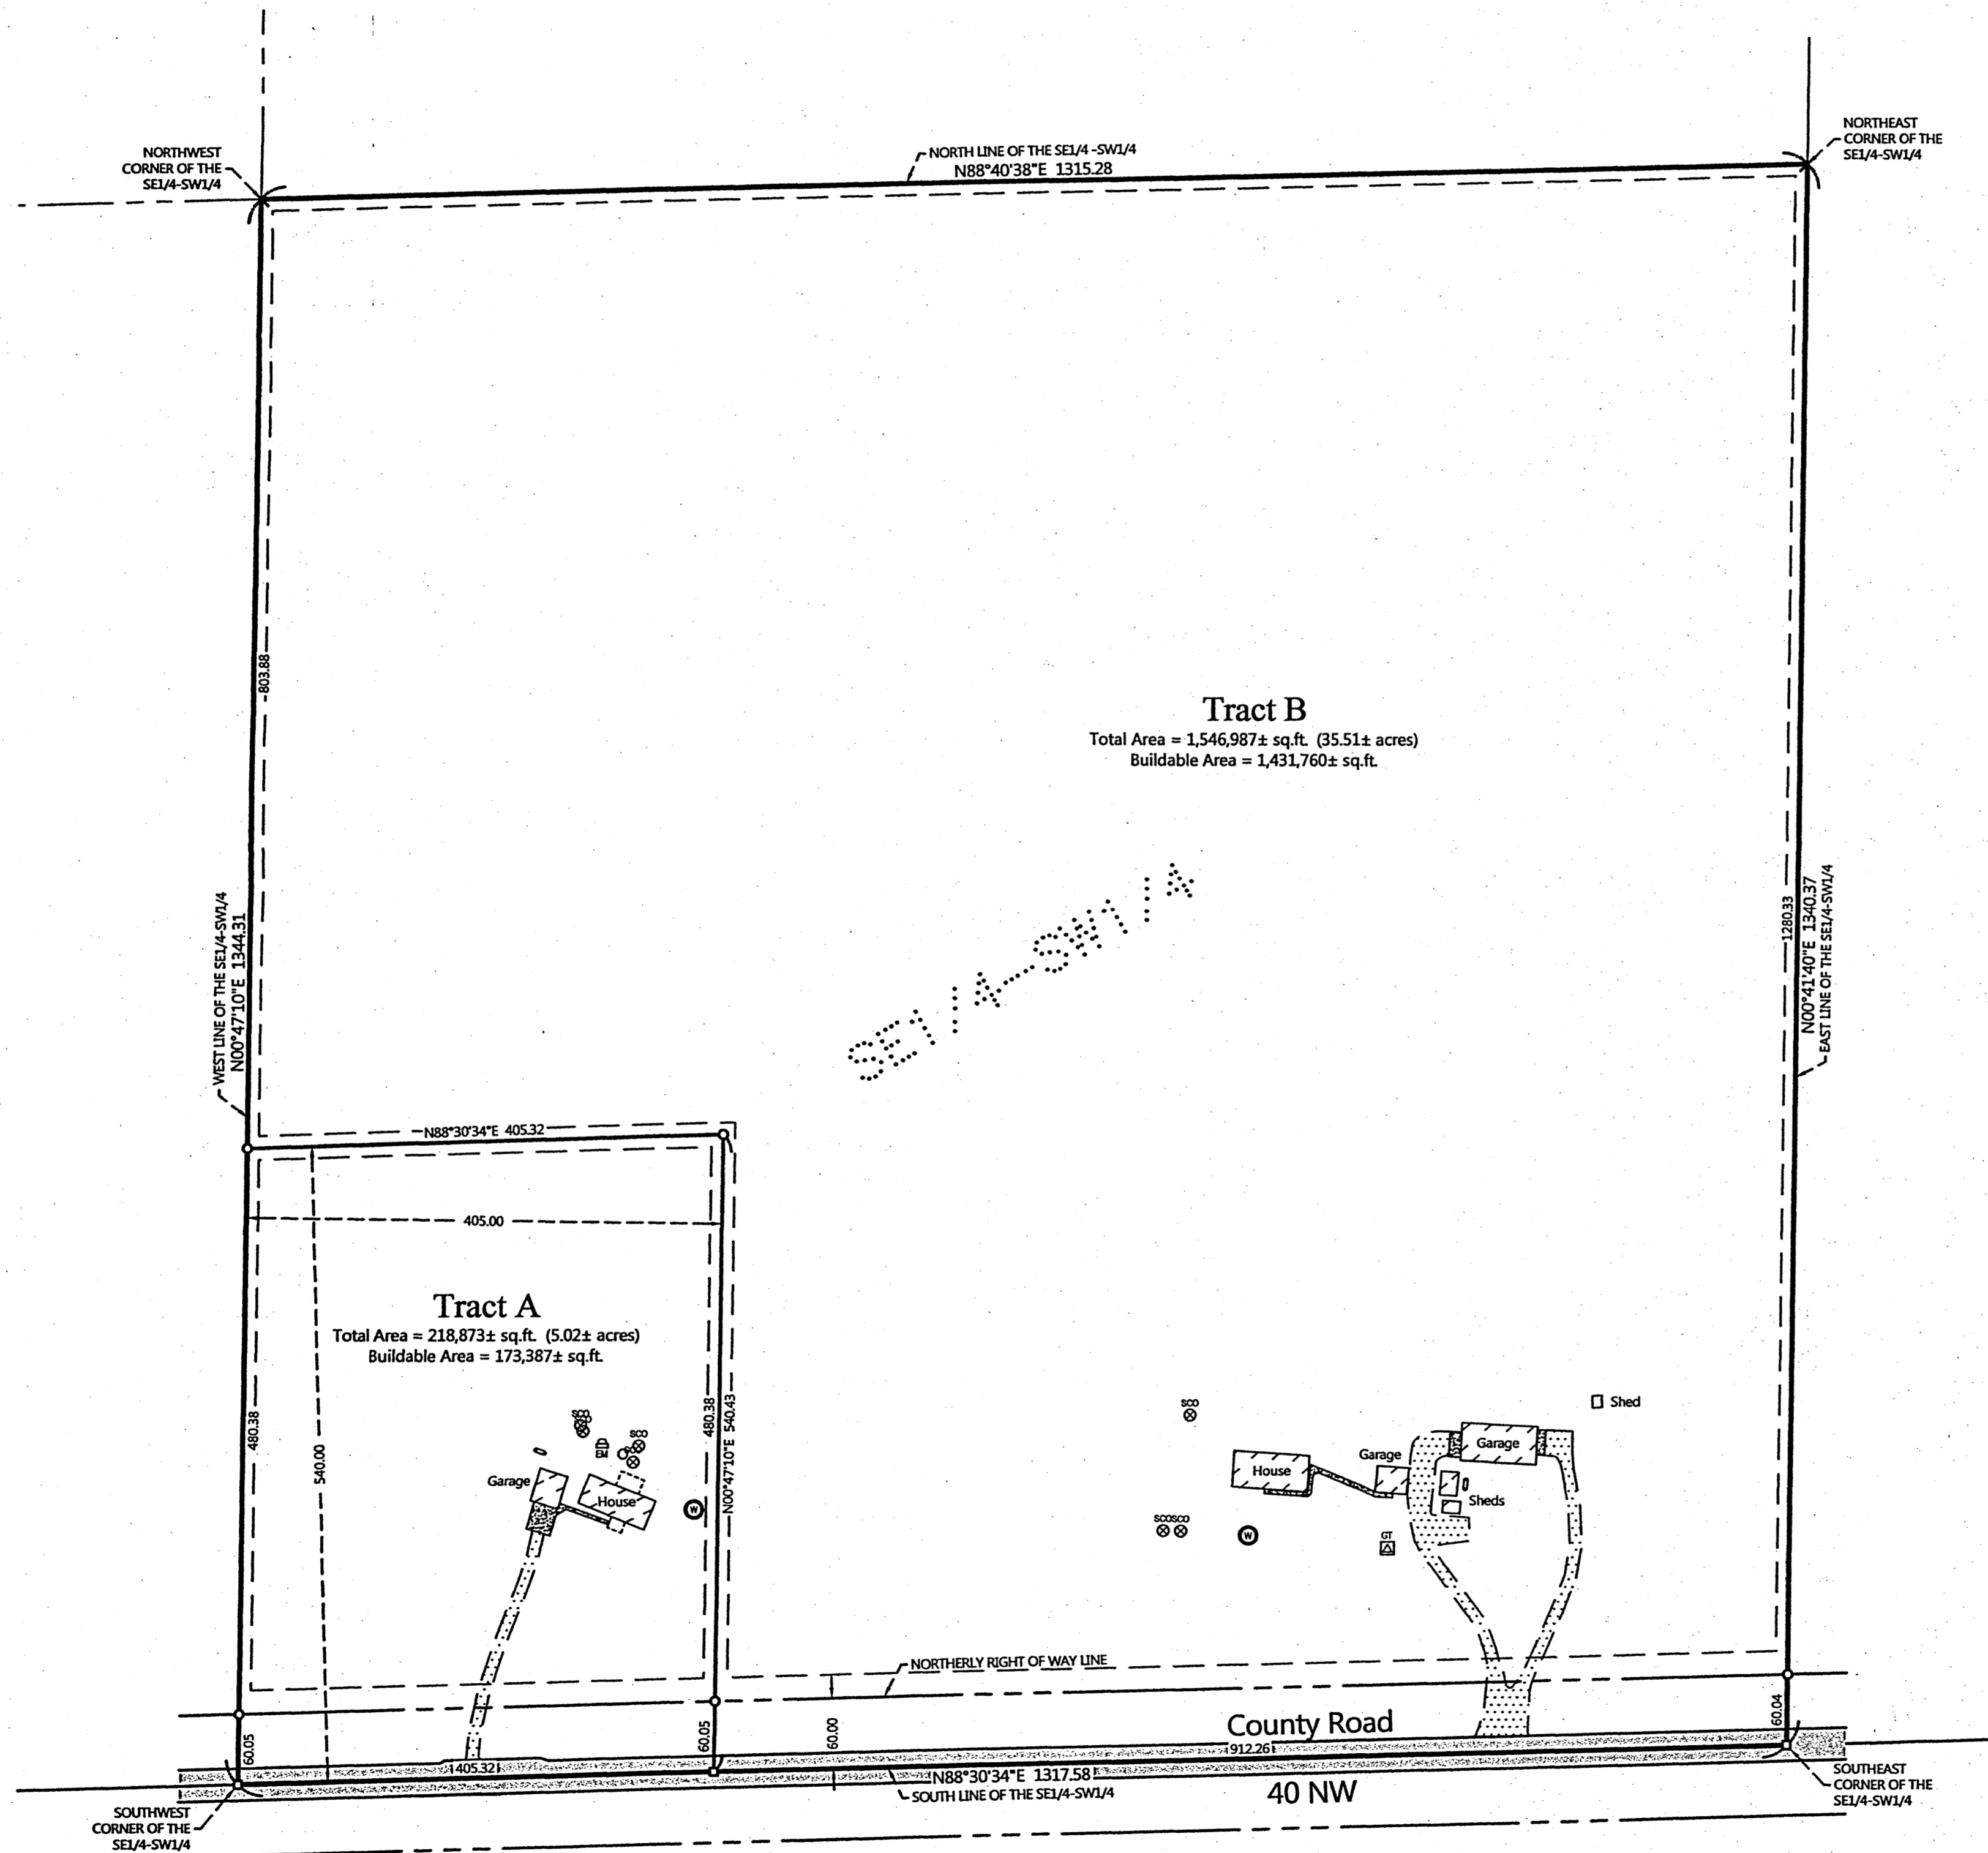 NORTHWEST
CORNER OF THE
SE1/4-SW1/4
NORTH LINE OF THE SE1/4 -SW1/4
N88°40'38"E 1315.28
NORTHEAST
CORNER OF THE
SE1/4-SW1/4
803.88
Tract B
Total Area = 1,546,987± sq.ft. (35.51± acres)
Buildable Area = 1,431,760± sq.ft.
WEST LINE OF THE SE1/4-SW1/4
N00°47'10"E 1344.31
SE1/4-SW1/4
1280.33
N00°41'40"E 1340.37
EAST LINE OF THE SE1/4-SW1/4
N88°30'34"E 405.32
405.00
Tract A
Total Area = 218,873± sq.ft. (5.02± acres)
Buildable Area = 173,387± sq.ft.
480.38
540.00
480.38
N00°47'10"E 540.43
SCO
SCO
EM
Garage
House
W
SCO
Shed
House
Garage
Garage
Sheds
SCOSCO
W
GT
NORTHERLY RIGHT OF WAY LINE
60.05
60.05
60.00
60.04
County Road
912.26
405.32
N88°30'34"E 1317.58
SOUTH LINE OF THE SE1/4-SW1/4
40 NW
SOUTHWEST
CORNER OF THE
SE1/4-SW1/4
SOUTHEAST
CORNER OF THE
SE1/4-SW1/4